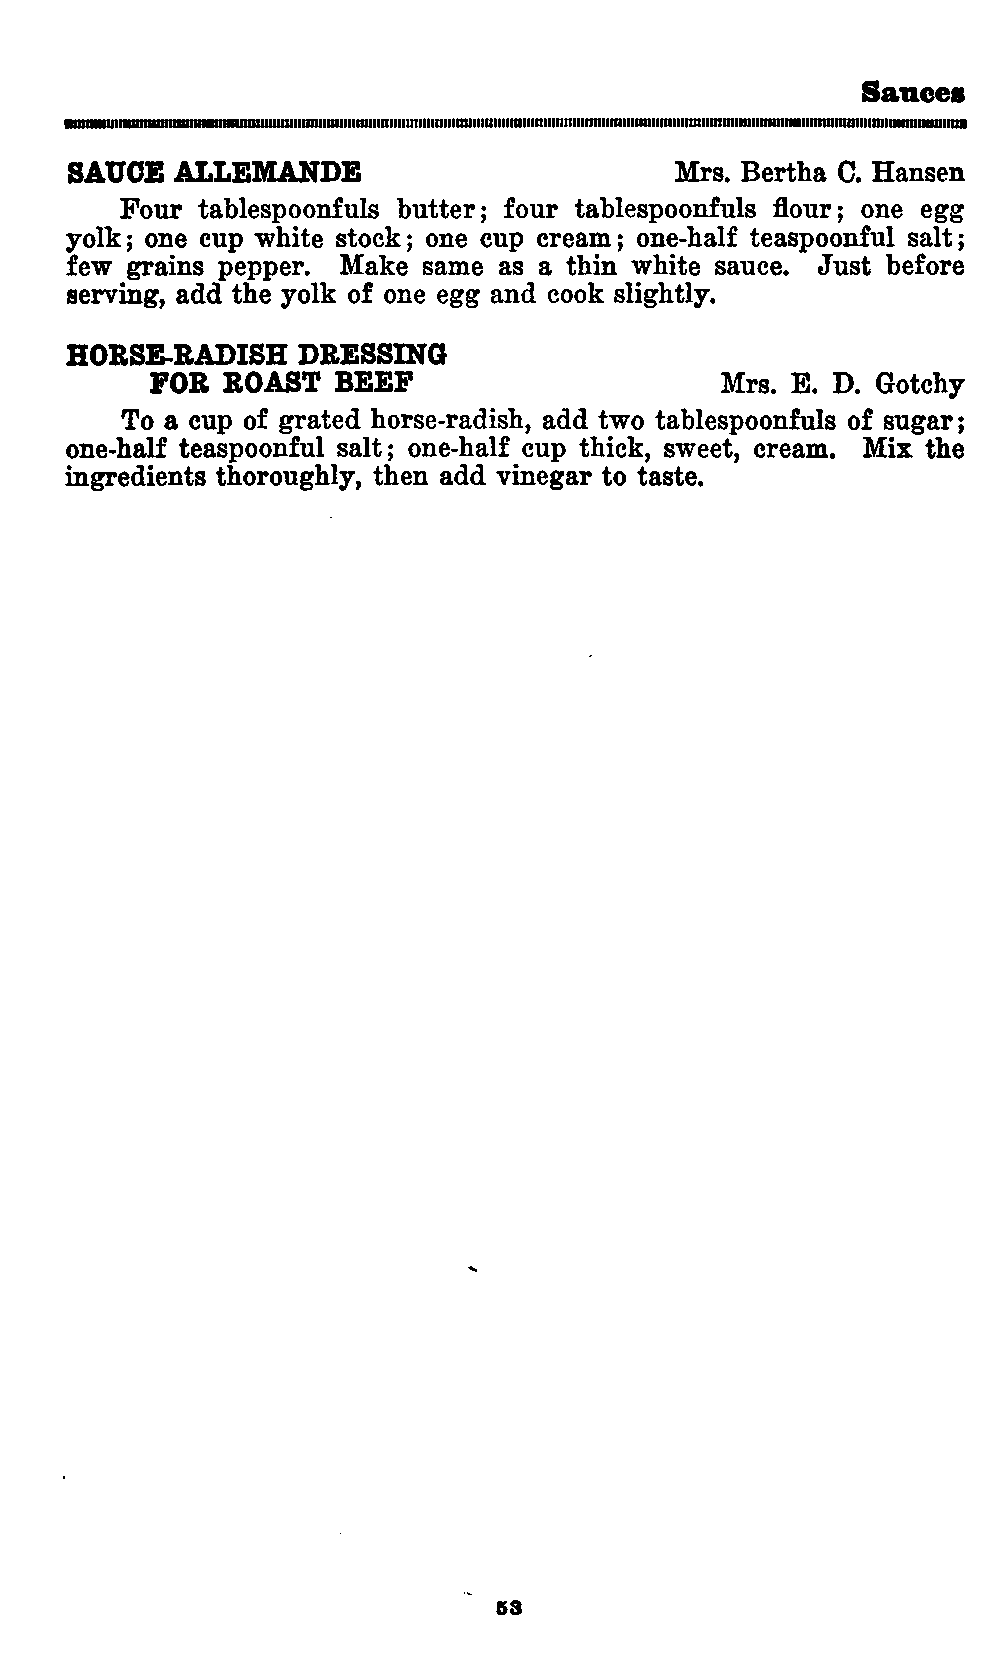 Sauces
SAUCE ALLEMANDE Mrs. Bertha C. Hansen
Four tablespoonfuls butter; four tablespoonfuls flour; one egg
yolk; one cup white stock; one cup cream; one-half teaspoonful salt;
few grains pepper. Make same as a thin white sauce. Just before
serving, add the yolk of one egg and cook slightly.
HORSE-RADISH DRESSING
FOR ROAST BEEF Mrs. E. D. Gotchy
To a cup of grated horse-radish, add two tablespoonfuls of sugar;
one-half teaspoonful salt; one-half cup thick, sweet, cream. Mix the
ingredients thoroughly, then add vinegar to taste.
53